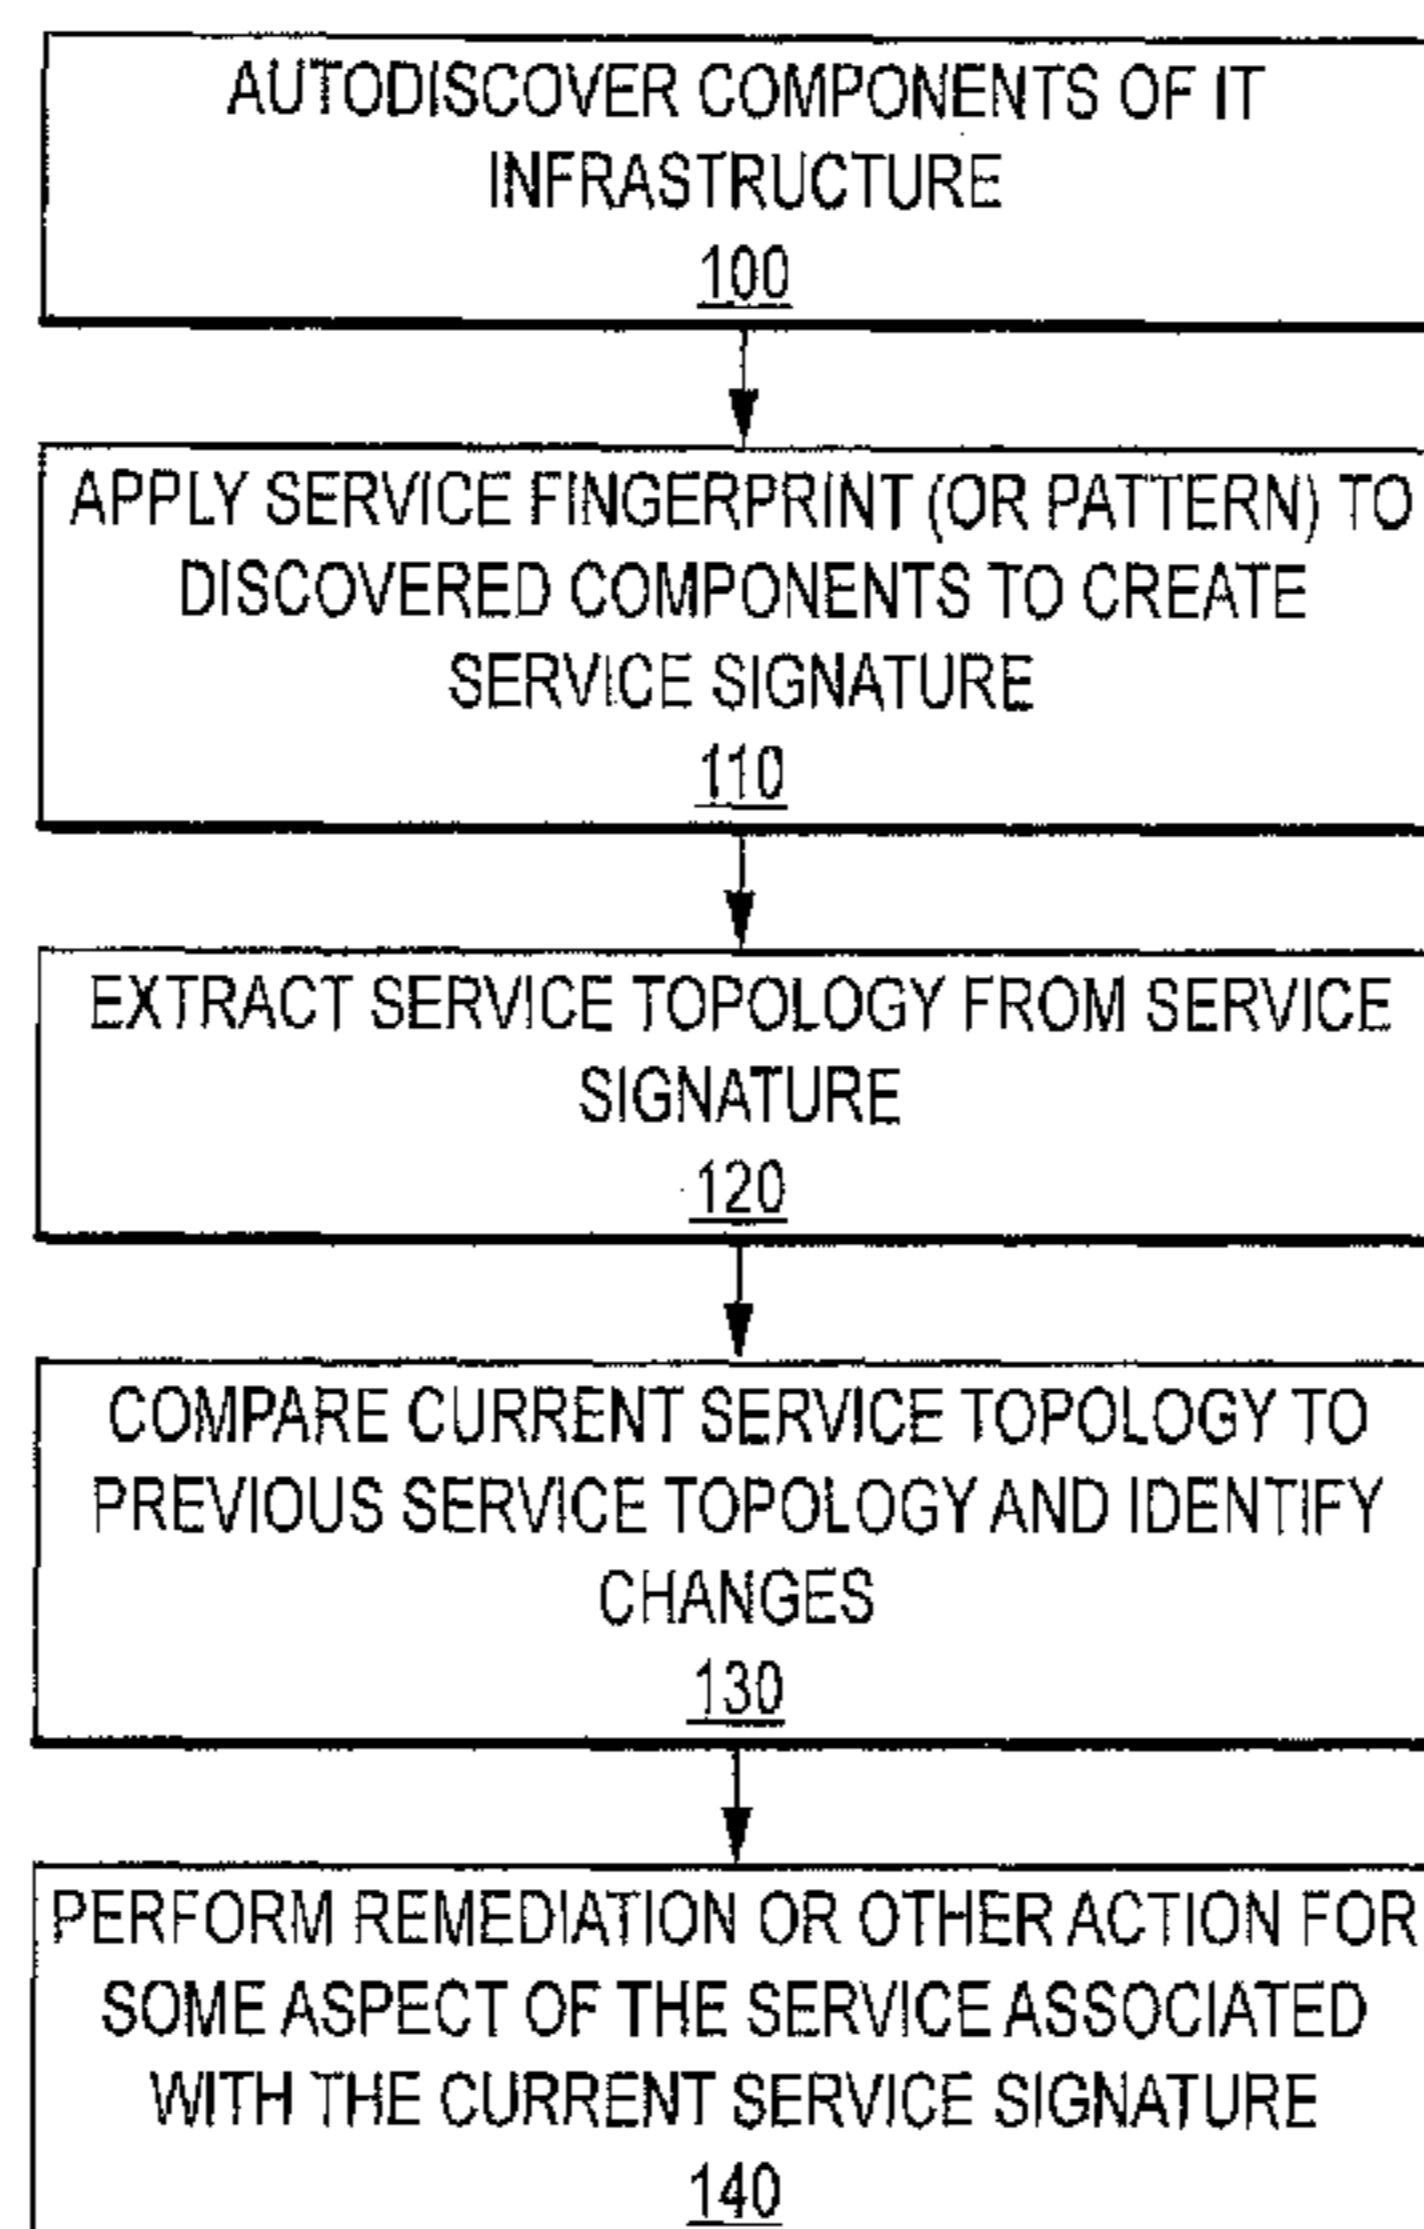 AUTODISCOVER COMPONENTS OF IT
INFRASTRUCTURE
100
APPLY SERVICE FINGERPRINT (OR PATTERN) TO
DISCOVERED COMPONENTS TO CREATE
SERVICE SIGNATURE
110
EXTRACT SERVICE TOPOLOGY FROM SERVICE
SIGNATURE
120
COMPARE CURRENT SERVICE TOPOLOGY TO
PREVIOUS SERVICE TOPOLOGY AND IDENTIFY
CHANGES
130
PERFORM REMEDIATION OR OTHER ACTION FOR
SOME ASPECT OF THE SERVICE ASSOCIATED
WITH THE CURRENT SERVICE SIGNATURE
140